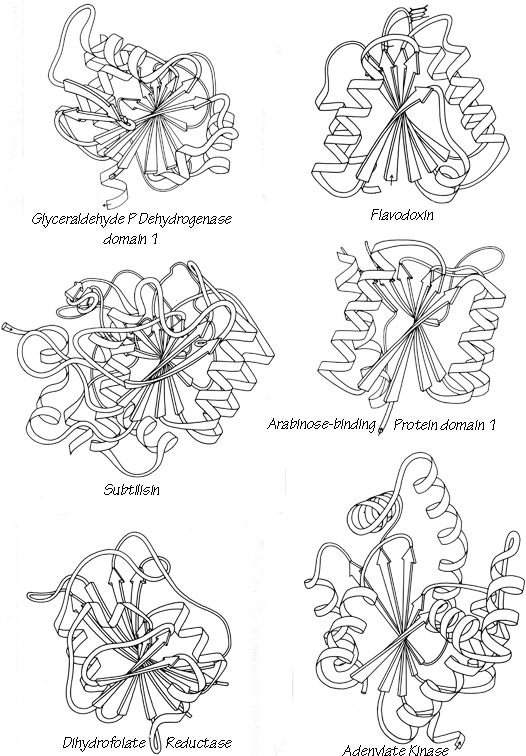 Glyceraldehyde P Dehydrogenase
domain 1
Flavodoxin
Subtilisin
Arabinose-binding Protein domain 1
Dihydrofolate Reductase
Adenylate Kinase